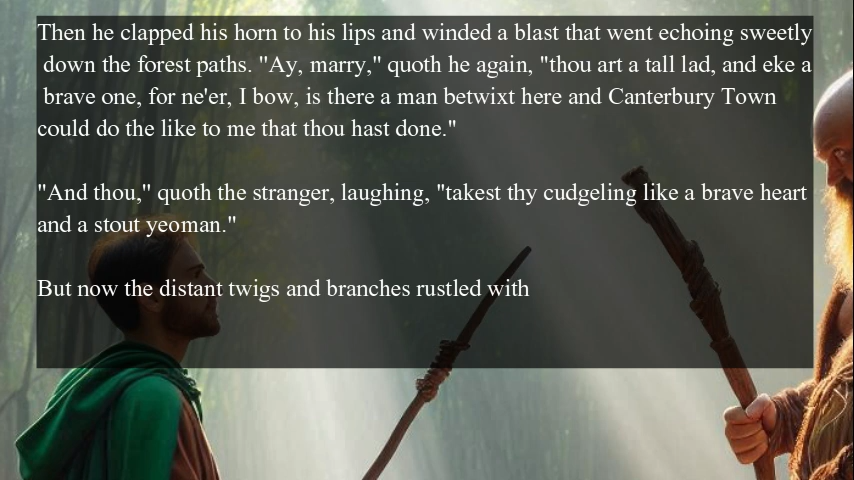 Then he clapped his horn to his lips and winded a blast that went echoing sweetly
down the forest paths. "Ay, marry," quoth he again, "thou art a tall lad, and eke a
brave one, for ne'er, I bow, is there a man betwixt here and Canterbury Town
could do the like to me that thou hast done."
"And thou," quoth the stranger, laughing, "takest thy cudgeling like a brave heart
and a stout yeoman."
But now the distant twigs and branches rustled with